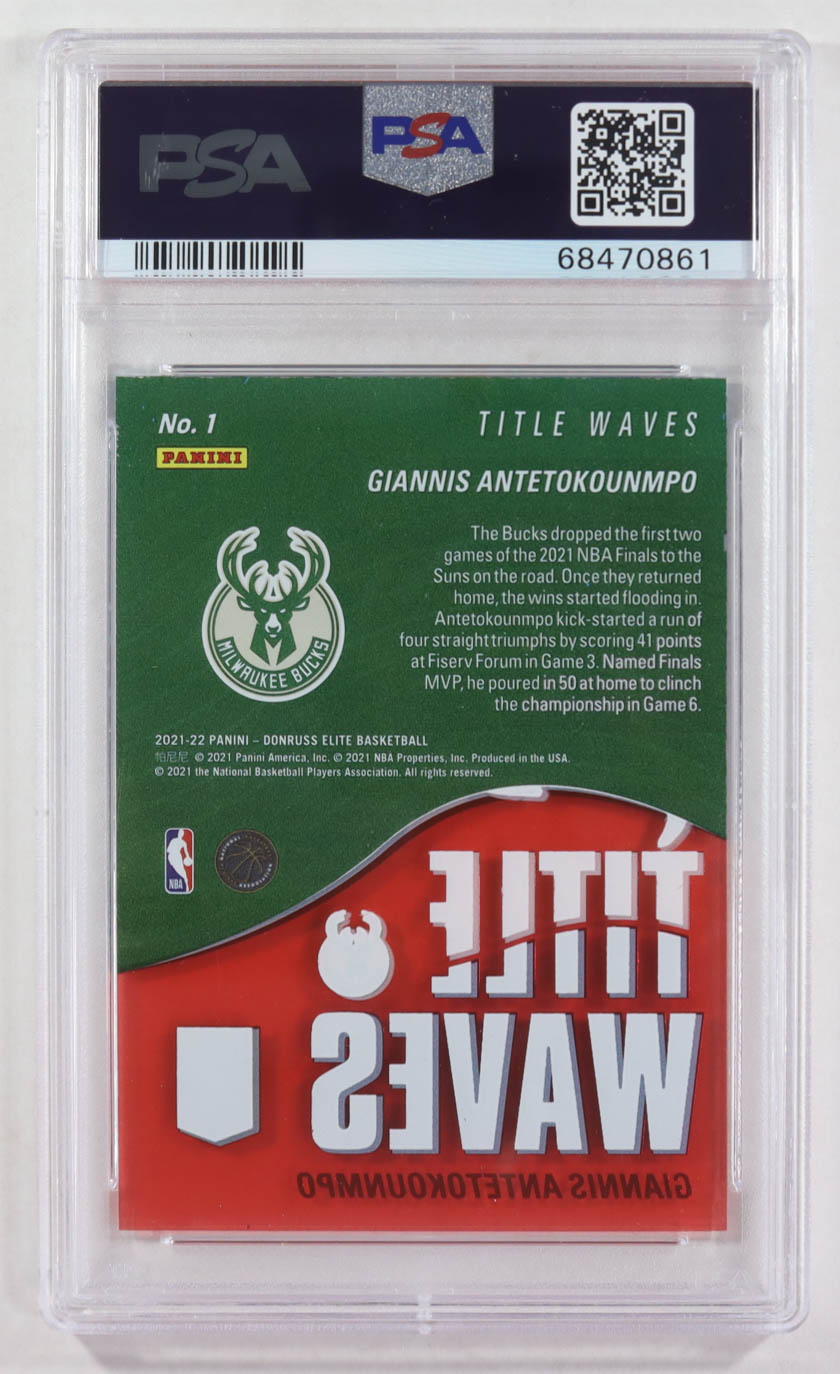 PSA
PSA
68470861
No. 1
PANINI
TITLE WAVES
GIANNIS ANTETOKOUNMPO
The Bucks dropped the first two
games of the 2021 NBA Finals to the
Suns on the road. Once they returned
home, the wins started flooding in.
Antetokounmpo kick-started a run of
four straight triumphs by scoring 41 points
at Fiserv Forum in Game 3. Named Finals
MVP, he poured in 50 at home to clinch
the championship in Game 6.
MILWAUKEE BUCKS
2021-22 PANINI – DONRUSS ELITE BASKETBALL
帕尼尼 © 2021 Panini America, Inc. © 2021 NBA Properties, Inc. Produced in the USA.
© 2021 the National Basketball Players Association. All rights reserved.
NBA
TITLE
WAVES
GIANNIS ANTETOKOUNMPO